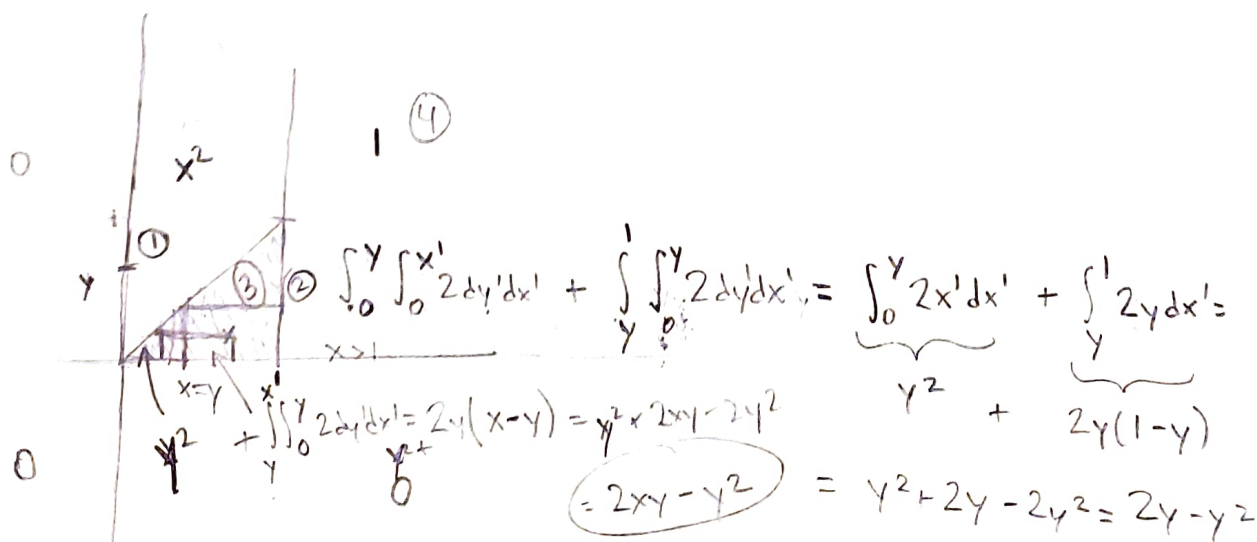 1 ④
0 x²
1
①
y ③ ② ∫₀^y ∫₀^x' 2dy'dx' + ∫_y^1 ∫₀^y 2dy'dx' = ∫₀^y 2x'dx' + ∫_y^1 2ydx' =
x>1
x=y y² + 2y(1-y)
y² + ∫_y^x ∫₀^y 2dy'dx' = 2y(x-y) = y² + 2xy - 2y²
0 0 = 2xy - y² = y² + 2y - 2y² = 2y - y²